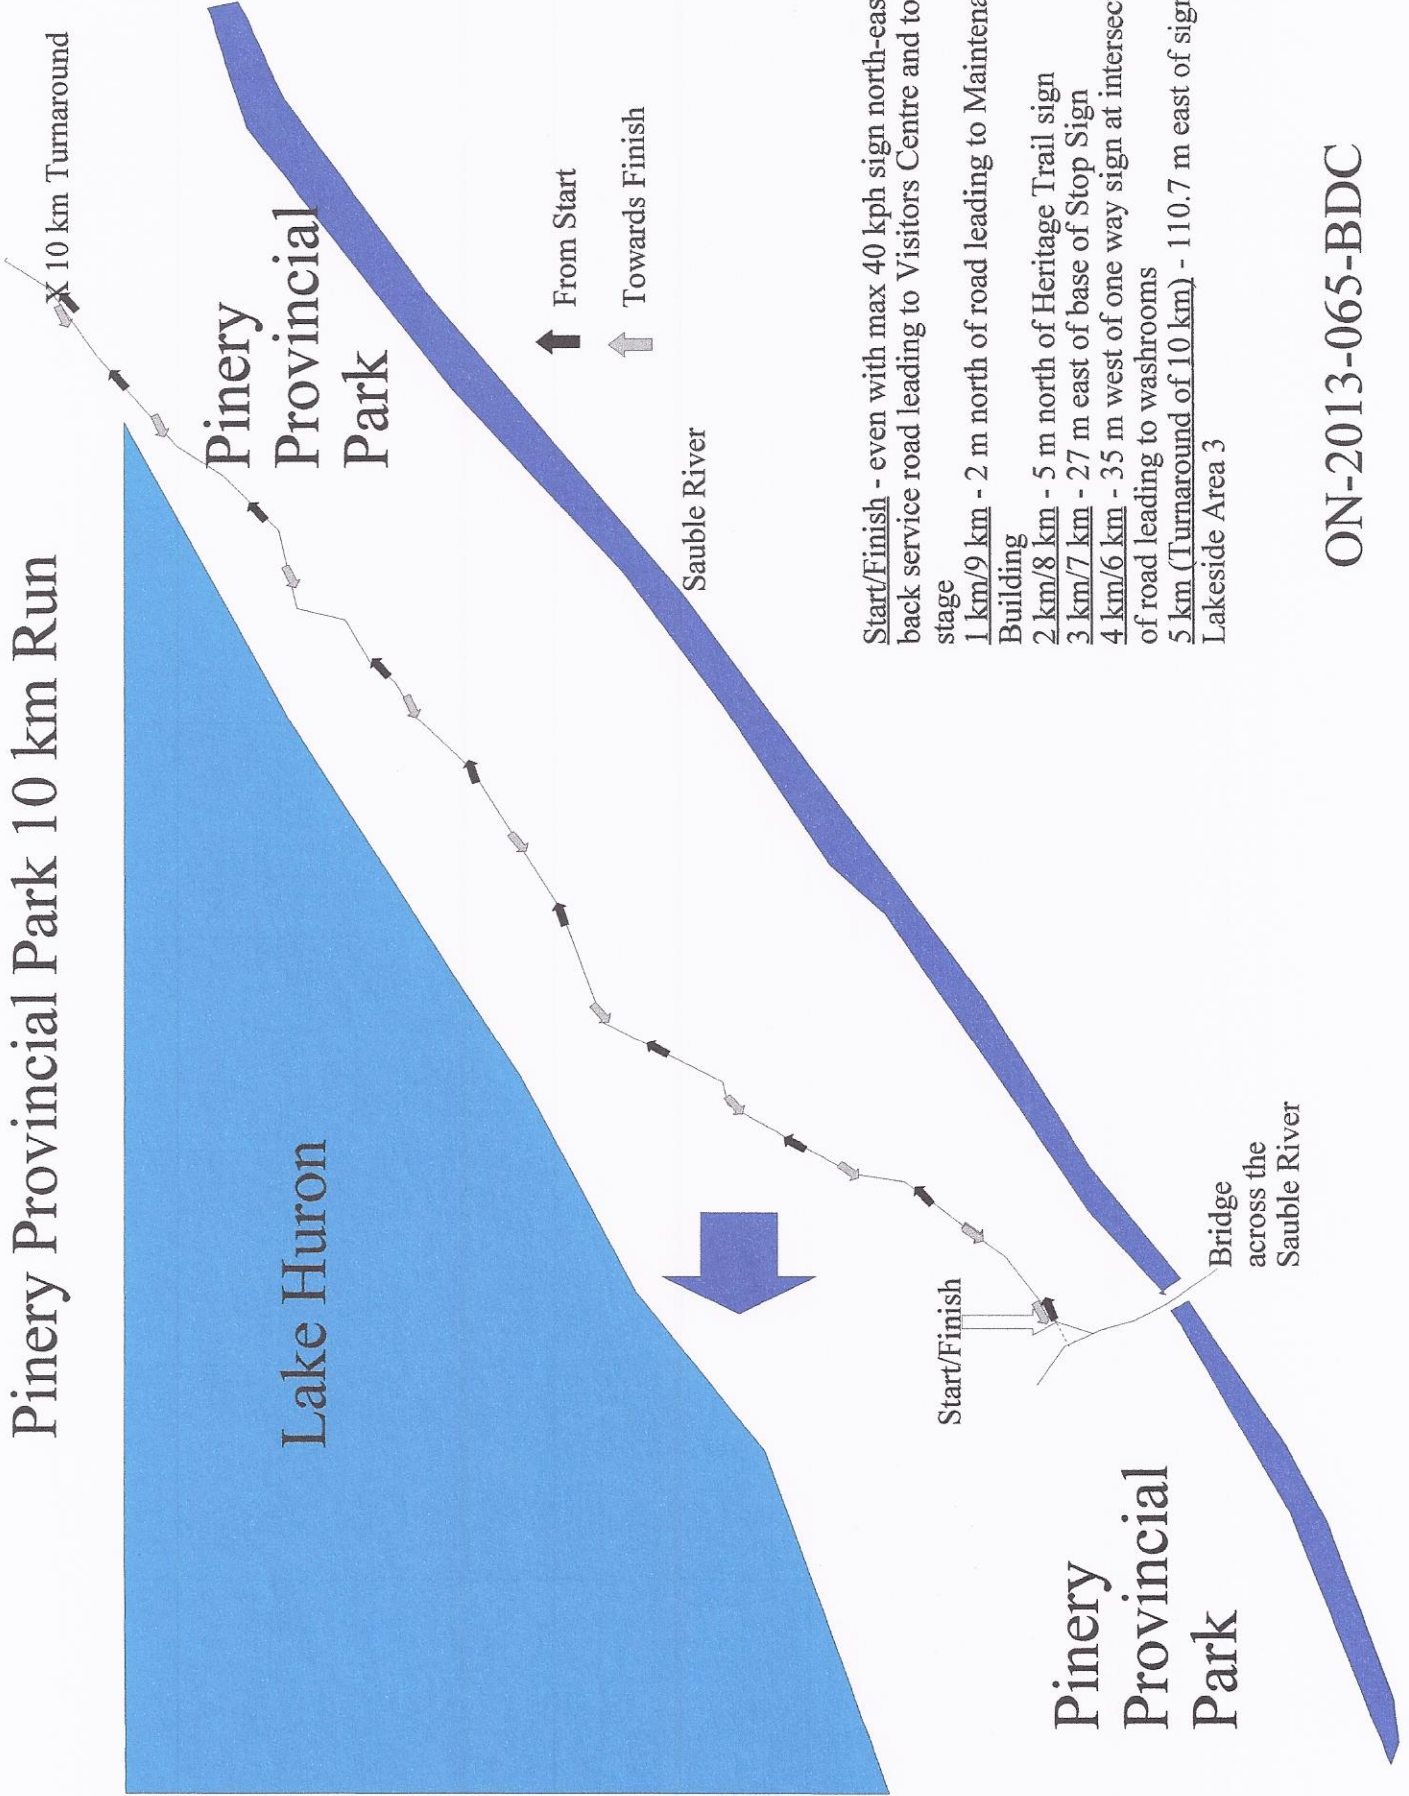 Pinery Provincial Park 10 km Run
X 10 km Turnaround
Lake Huron
Pinery
Provincial
Park
From Start
Towards Finish
Sauble River
Start/Finish
Bridge
across the
Sauble River
Pinery
Provincial
Park
Start/Finish - even with max 40 kph sign north-eas
back service road leading to Visitors Centre and to
stage
1 km/9 km - 2 m north of road leading to Maintena
Building
2 km/8 km - 5 m north of Heritage Trail sign
3 km/7 km - 27 m east of base of Stop Sign
4 km/6 km - 35 m west of one way sign at intersec
of road leading to washrooms
5 km (Turnaround of 10 km) - 110.7 m east of sign
Lakeside Area 3
ON-2013-065-BDC